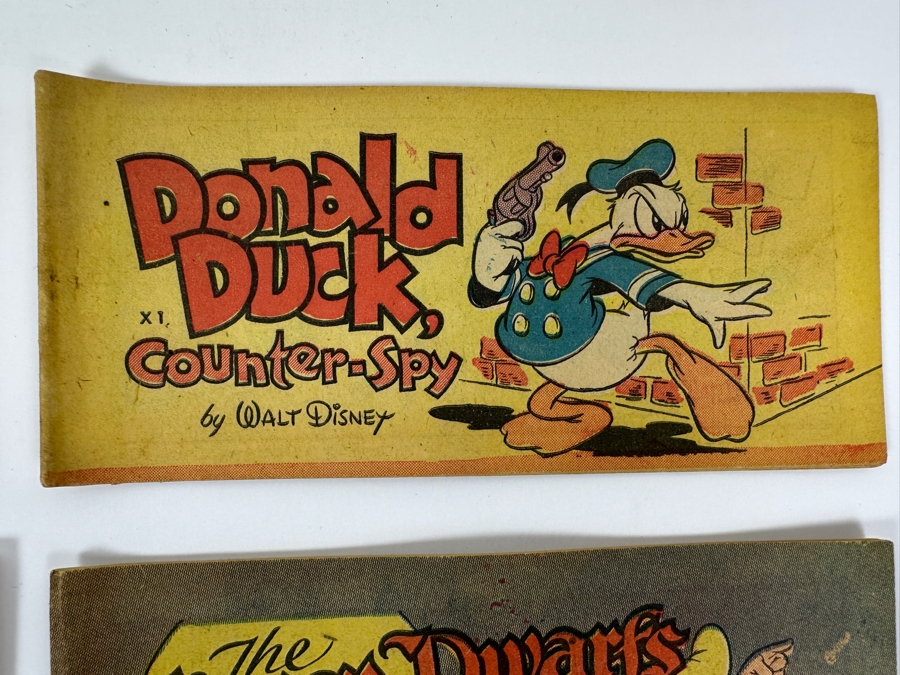 Donald
Duck,
X1.
Counter-Spy
by WALT DISNEY
The
Dwarfs